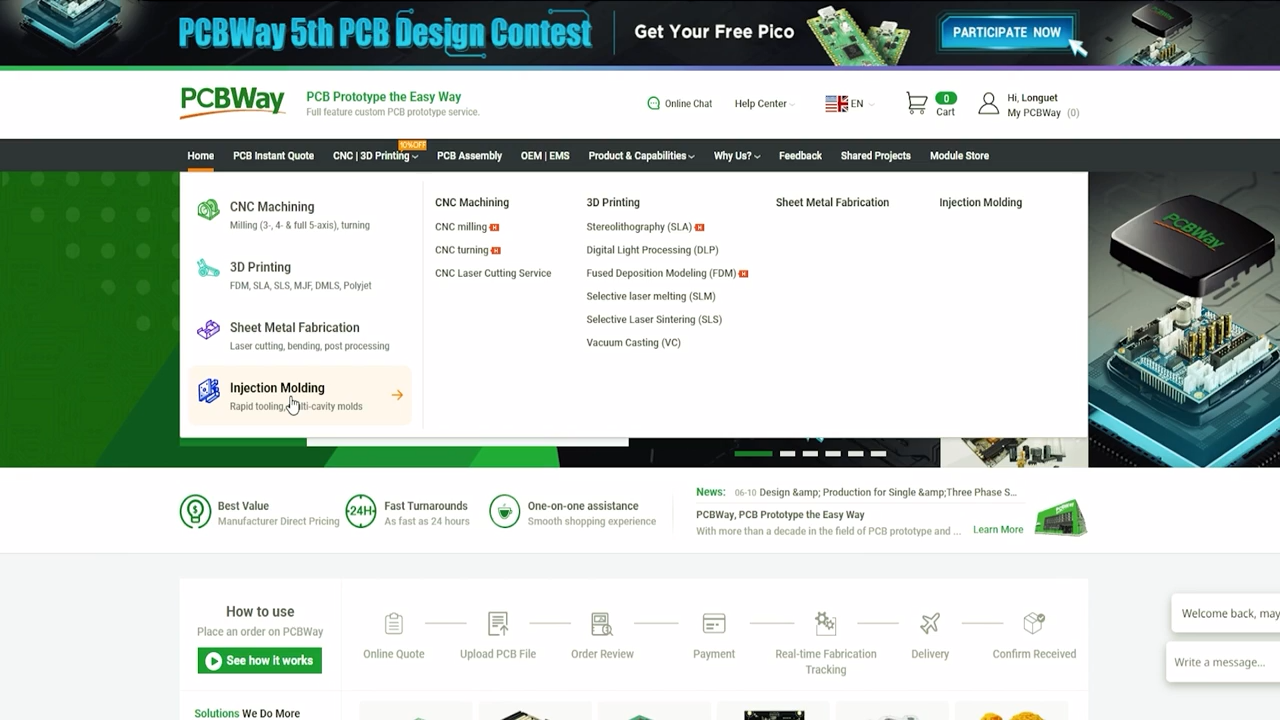 PCBWay 5th PCB Design Contest
Get Your Free Pico
PARTICIPATE NOW
PCBWay
PCB Prototype the Easy Way
Full feature custom PCB prototype service.
Online Chat
Help Center
EN
0
Cart
Hi, Longuet
My PCBWay (0)
10%OFF
Home
PCB Instant Quote
CNC | 3D Printing
PCB Assembly
OEM | EMS
Product & Capabilities
Why Us?
Feedback
Shared Projects
Module Store
CNC Machining
Milling (3-, 4- & full 5-axis), turning
3D Printing
FDM, SLA, SLS, MJF, DMLS, Polyjet
Sheet Metal Fabrication
Laser cutting, bending, post processing
Injection Molding
Rapid tooling, molds
CNC Machining
CNC milling H
CNC turning H
CNC Laser Cutting Service
3D Printing
Stereolithography (SLA) H
Digital Light Processing (DLP)
Fused Deposition Modeling (FDM) H
Selective laser melting (SLM)
Selective Laser Sintering (SLS)
Vacuum Casting (VC)
Sheet Metal Fabrication
Injection Molding
PCBWay
Best Value
Manufacturer Direct Pricing
24H
Fast Turnarounds
As fast as 24 hours
One-on-one assistance
Smooth shopping experience
News: 06-10 Design &amp; Production for Single &amp;Three Phase S...
PCBWay, PCB Prototype the Easy Way
With more than a decade in the field of PCB prototype and ...
Learn More
How to use
Place an order on PCBWay
See how it works
Online Quote
Upload PCB File
Order Review
Payment
Real-time Fabrication
Tracking
Delivery
Confirm Received
Welcome back, may
Write a message...
Solutions We Do More